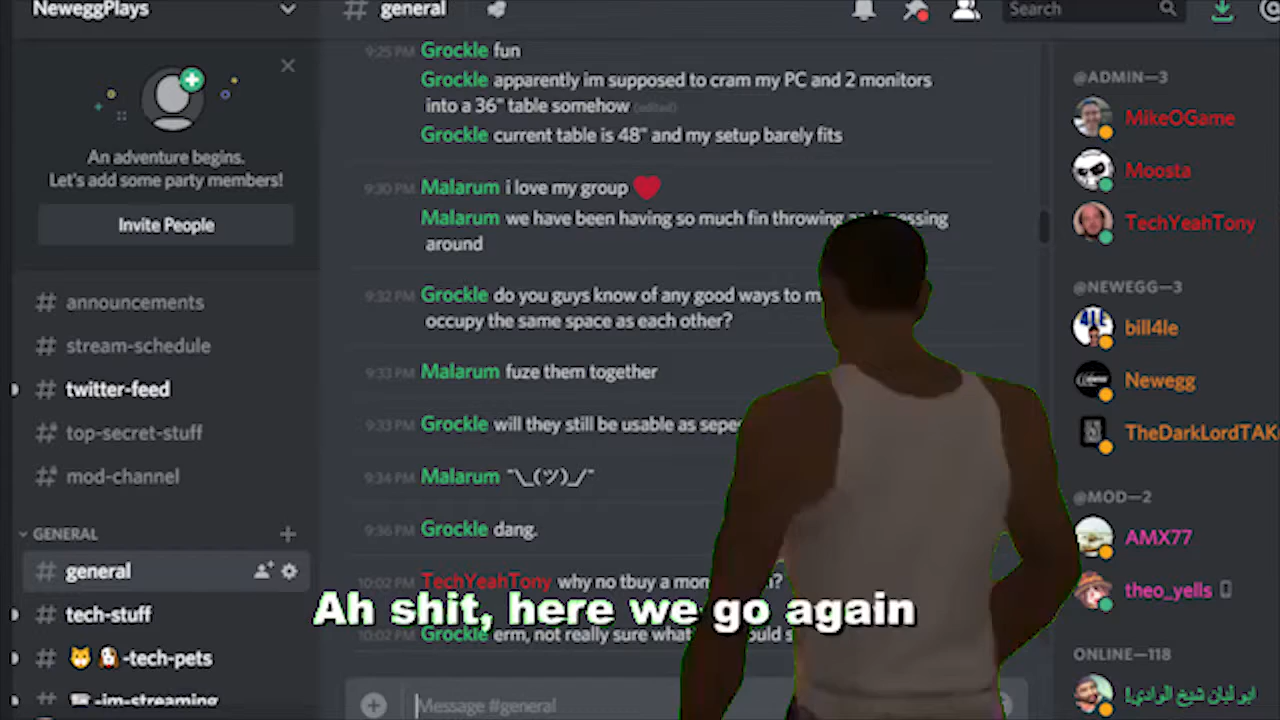 NeweggPlays
# general
Search
An adventure begins.
Let's add some party members!
Invite People
# announcements
# stream-schedule
# twitter-feed
# top-secret-stuff
# mod-channel
GENERAL
# general
# tech-stuff
# -tech-pets
# -im-streaming
9:25 PM Grockle fun
Grockle apparently im supposed to cram my PC and 2 monitors
into a 36" table somehow (edited)
Grockle current table is 48" and my setup barely fits
9:30 PM Malarum i love my group ❤
Malarum we have been having so much fin throwing and messing
around
9:32 PM Grockle do you guys know of any good ways to
occupy the same space as each other?
9:33 PM Malarum fuze them together
9:33 PM Grockle will they still be usable as
9:34 PM Malarum ¯\_(ツ)_/¯
9:36 PM Grockle dang.
10:02 PM TechYeahTony why no tbuy a
Ah shit, here we go again
10:02 PM Grockle erm, not really sure
Message #general
@ADMIN—3
MikeOGame
Moosta
TechYeahTony
@NEWEGG—3
bill4le
Newegg
TheDarkLordTAK
@MOD—2
AMX77
theo_yells
ONLINE—118